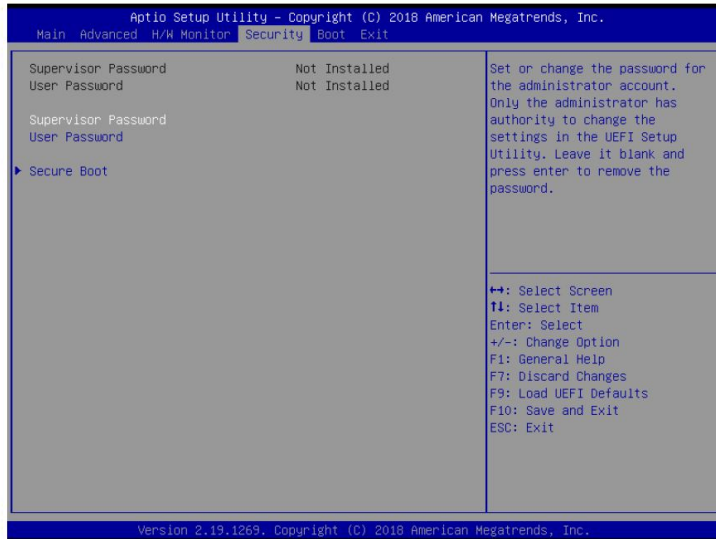 Aptio Setup Utility – Copyright (C) 2018 American Megatrends, Inc.
Main Advanced H/W Monitor Security Boot Exit
Supervisor Password Not Installed
User Password Not Installed
Supervisor Password
User Password
▶ Secure Boot
Set or change the password for
the administrator account.
Only the administrator has
authority to change the
settings in the UEFI Setup
Utility. Leave it blank and
press enter to remove the
password.
↔: Select Screen
↑↓: Select Item
Enter: Select
+/-: Change Option
F1: General Help
F7: Discard Changes
F9: Load UEFI Defaults
F10: Save and Exit
ESC: Exit
Version 2.19.1269. Copyright (C) 2018 American Megatrends, Inc.